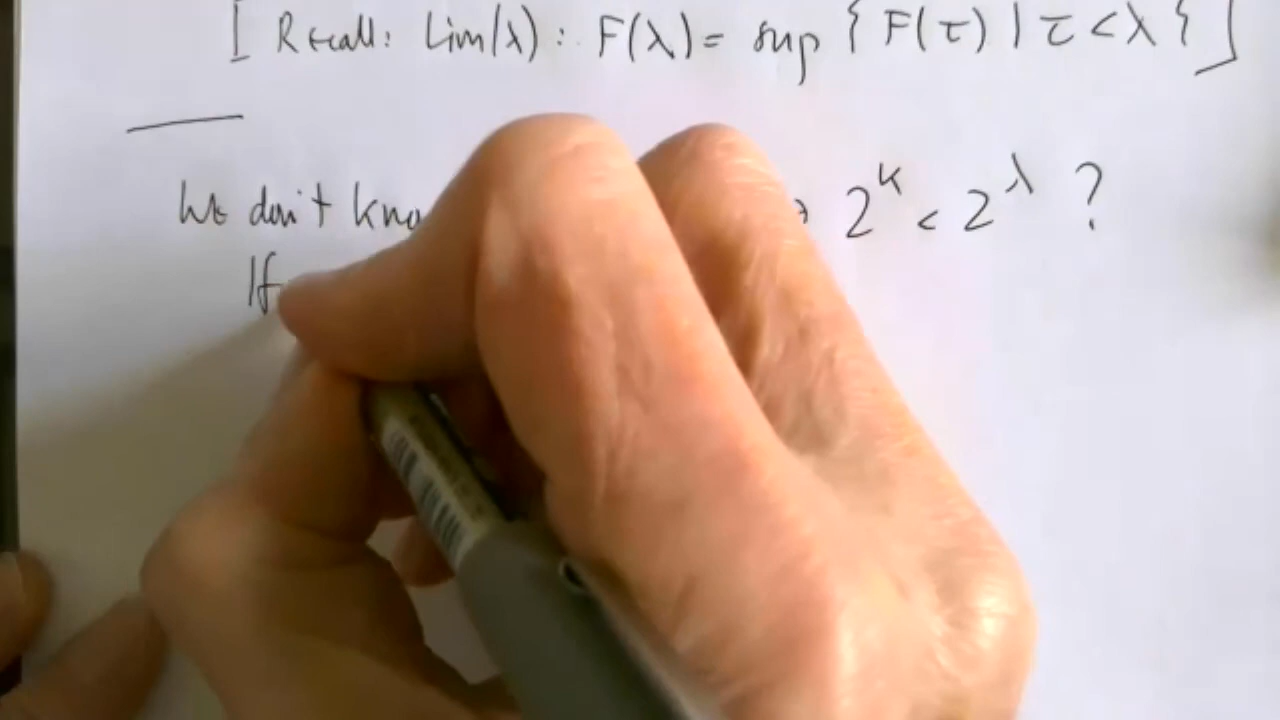 [ Recall: Lim(λ): F(λ) = sup { F(τ) | τ < λ } ]
We don't kno 2^κ < 2^λ ?
If